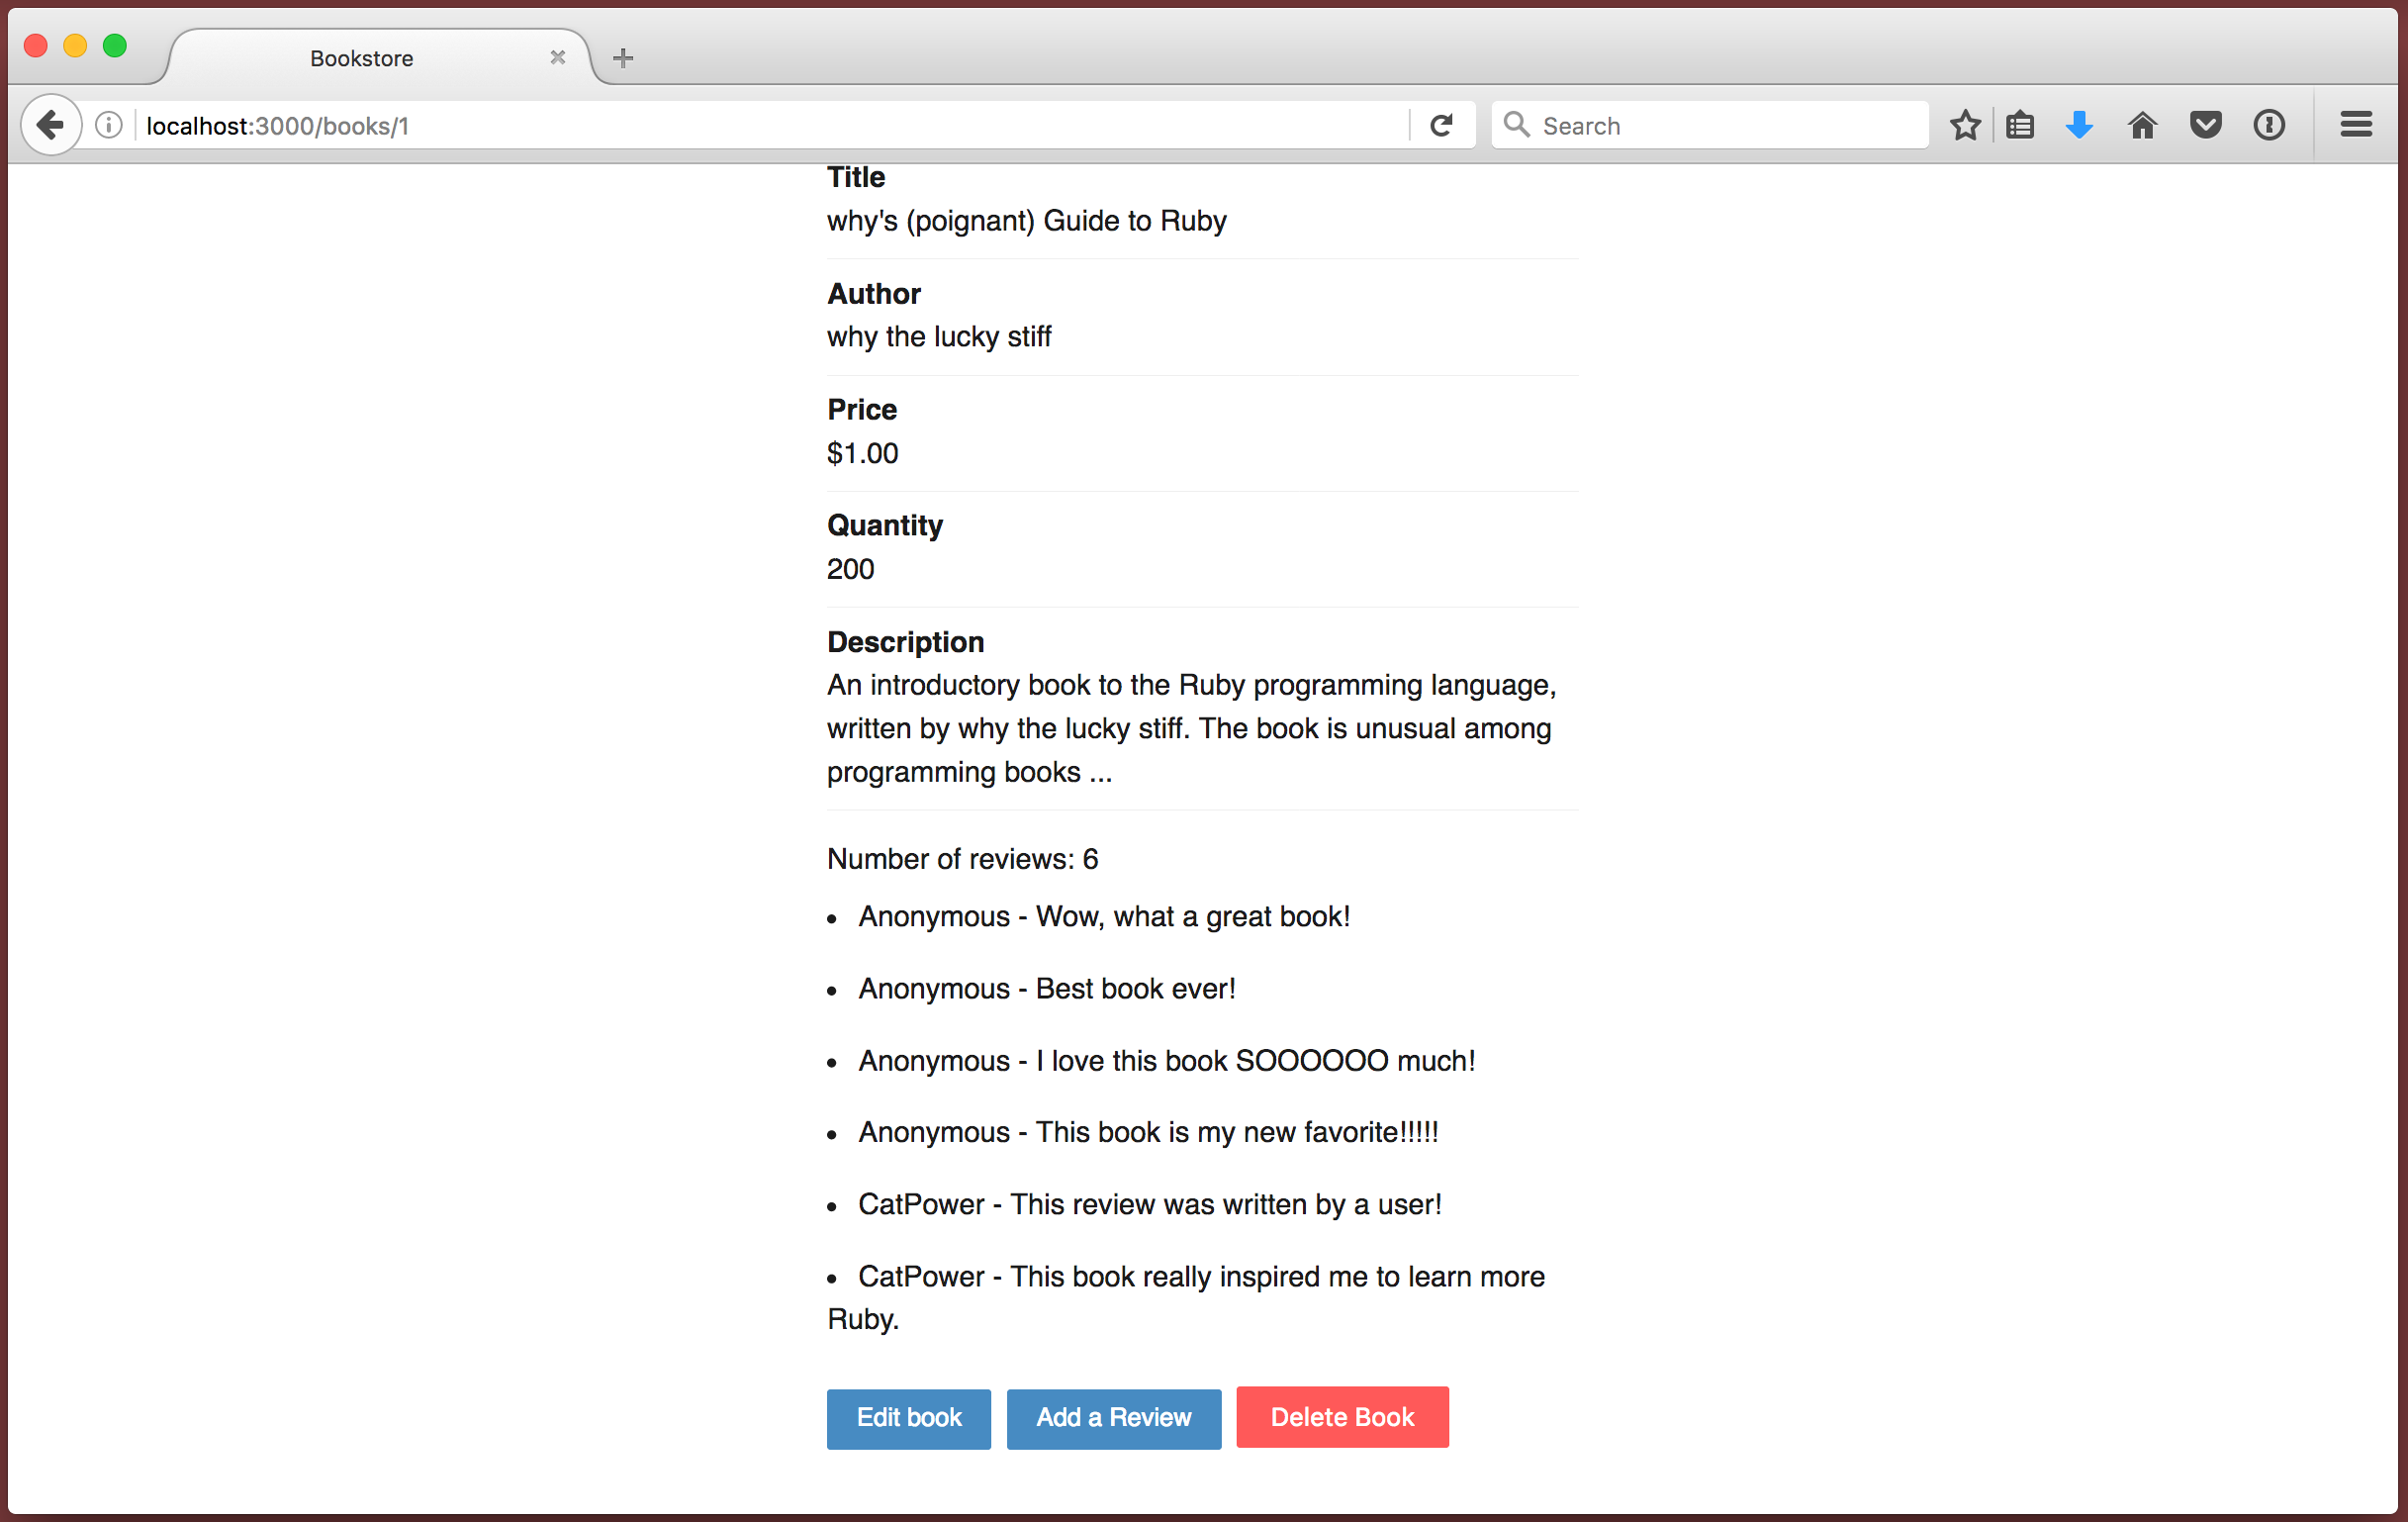 Bookstore
localhost:3000/books/1
Search
Title
why's (poignant) Guide to Ruby
Author
why the lucky stiff
Price
$1.00
Quantity
200
Description
An introductory book to the Ruby programming language,
written by why the lucky stiff. The book is unusual among
programming books ...
Number of reviews: 6
• Anonymous - Wow, what a great book!
• Anonymous - Best book ever!
• Anonymous - I love this book SOOOOOO much!
• Anonymous - This book is my new favorite!!!!!
• CatPower - This review was written by a user!
• CatPower - This book really inspired me to learn more
Ruby.
Edit book
Add a Review
Delete Book